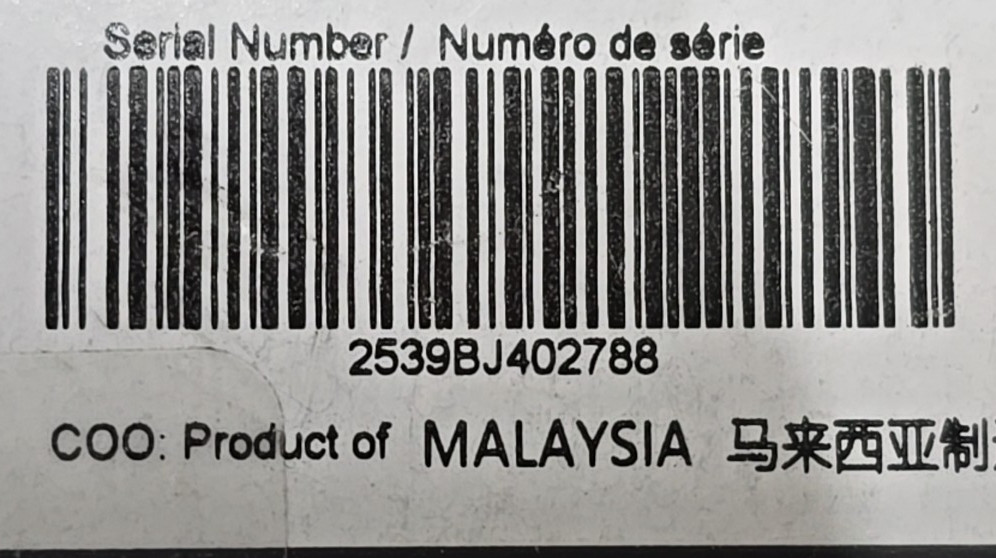 Serial Number / Numéro de série
2539BJ402788
COO: Product of MALAYSIA 马来西亚制